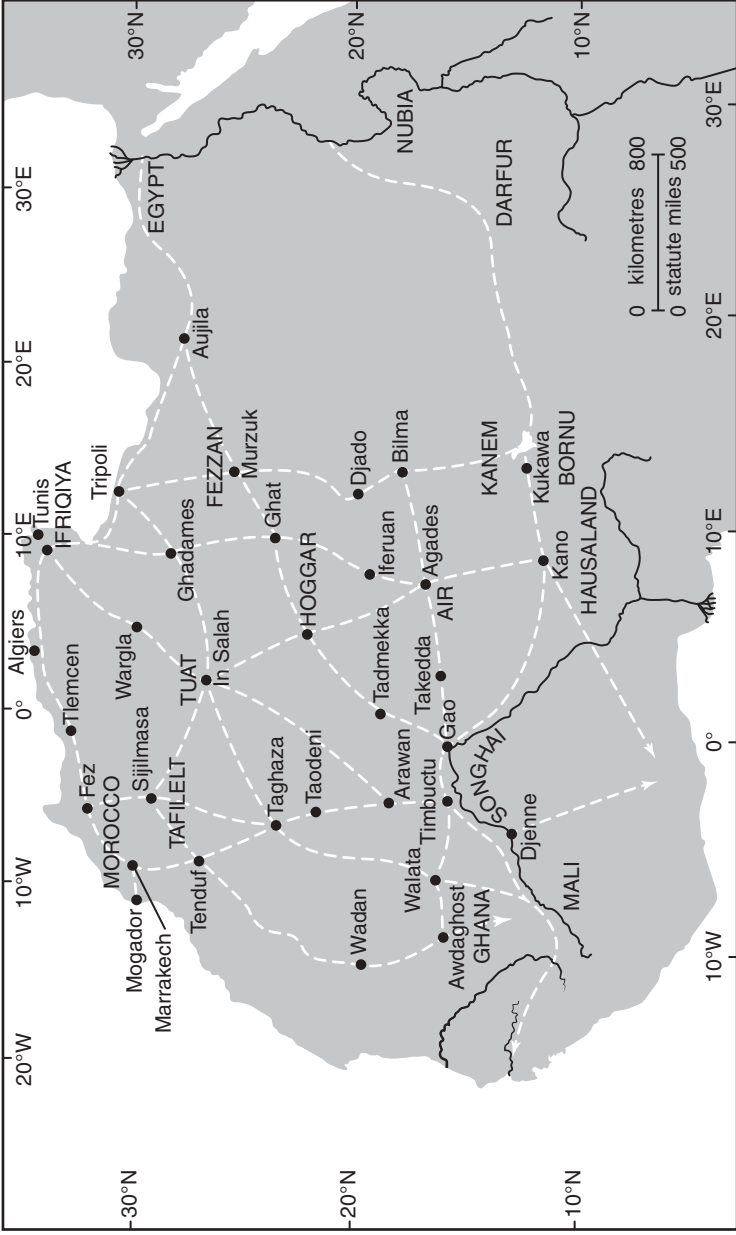 30°N
20°N
10°N
30°E
20°E
10°E
0°
10°W
20°W
EGYPT
NUBIA
DARFUR
0 kilometres 800
0 statute miles 500
Aujila
Tripoli
Tunis
IFRIQIYA
FEZZAN
Murzuk
Djado
Bilma
KANEM
Kukawa
BORNU
Ghadames
Ghat
HOGGAR
Iferuan
Agades
AIR
Kano
HAUSALAND
Algiers
Wargla
TUAT
In Salah
Tadmekka
Takedda
Gao
Tlemcen
Fez
MOROCCO
Sijilmasa
TAFILELT
Taghaza
Taodeni
Arawan
Timbuctu
SONGHAI
Djenne
Mogador
Marrakech
Tenduf
Wadan
Walata
Awdaghost
GHANA
MALI
30°N
20°N
10°N
30°E
20°E
10°E
0°
10°W